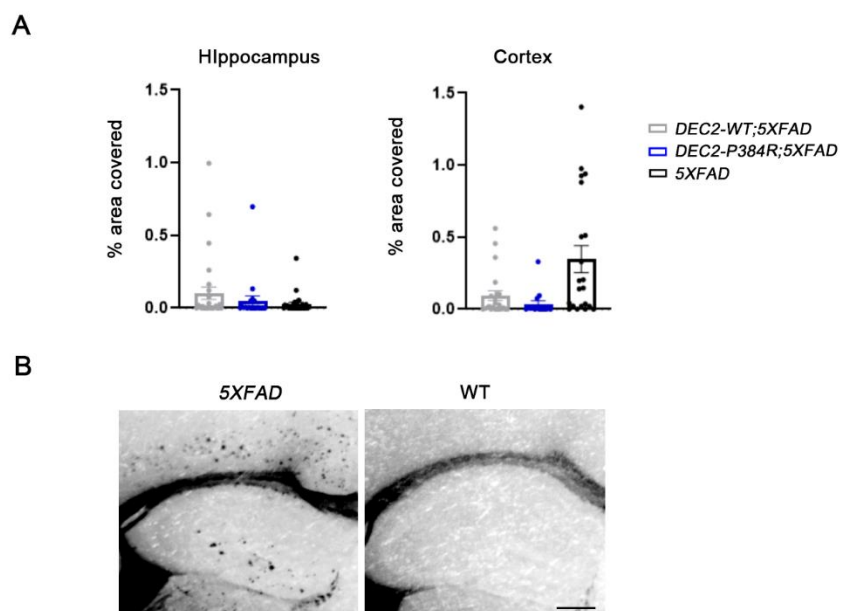 A
HIppocampus
Cortex
% area covered
1.5
1.0
0.5
0.0
% area covered
1.5
1.0
0.5
0.0
DEC2-WT;5XFAD
DEC2-P384R;5XFAD
5XFAD
B
5XFAD
WT